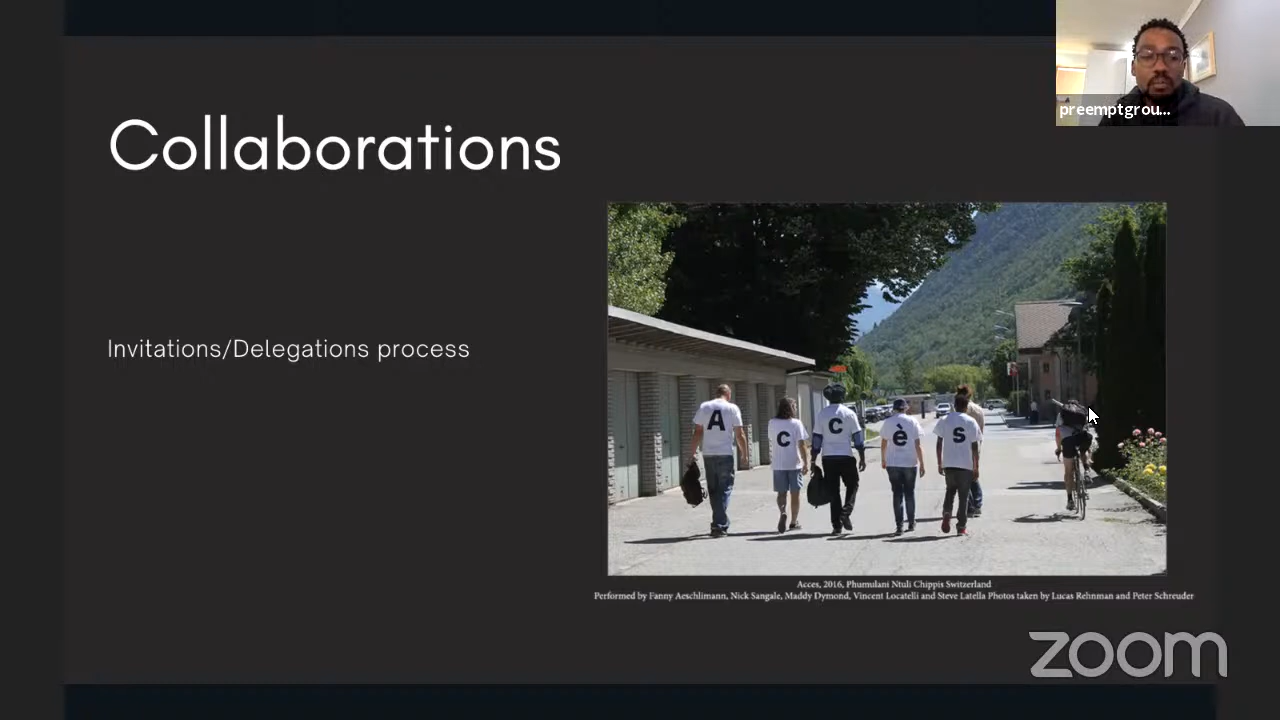 preemptgrou...
Collaborations
Invitations/Delegations process
A c c è s
Acces, 2016, Phumulani Ntuli Chippis Switzerland
Performed by Fanny Aeschlimann, Nick Sangale, Maddy Dymond, Vincent Locatelli and Steve Latella Photos taken by Lucas Rehnman and Peter Schreuder
zoom